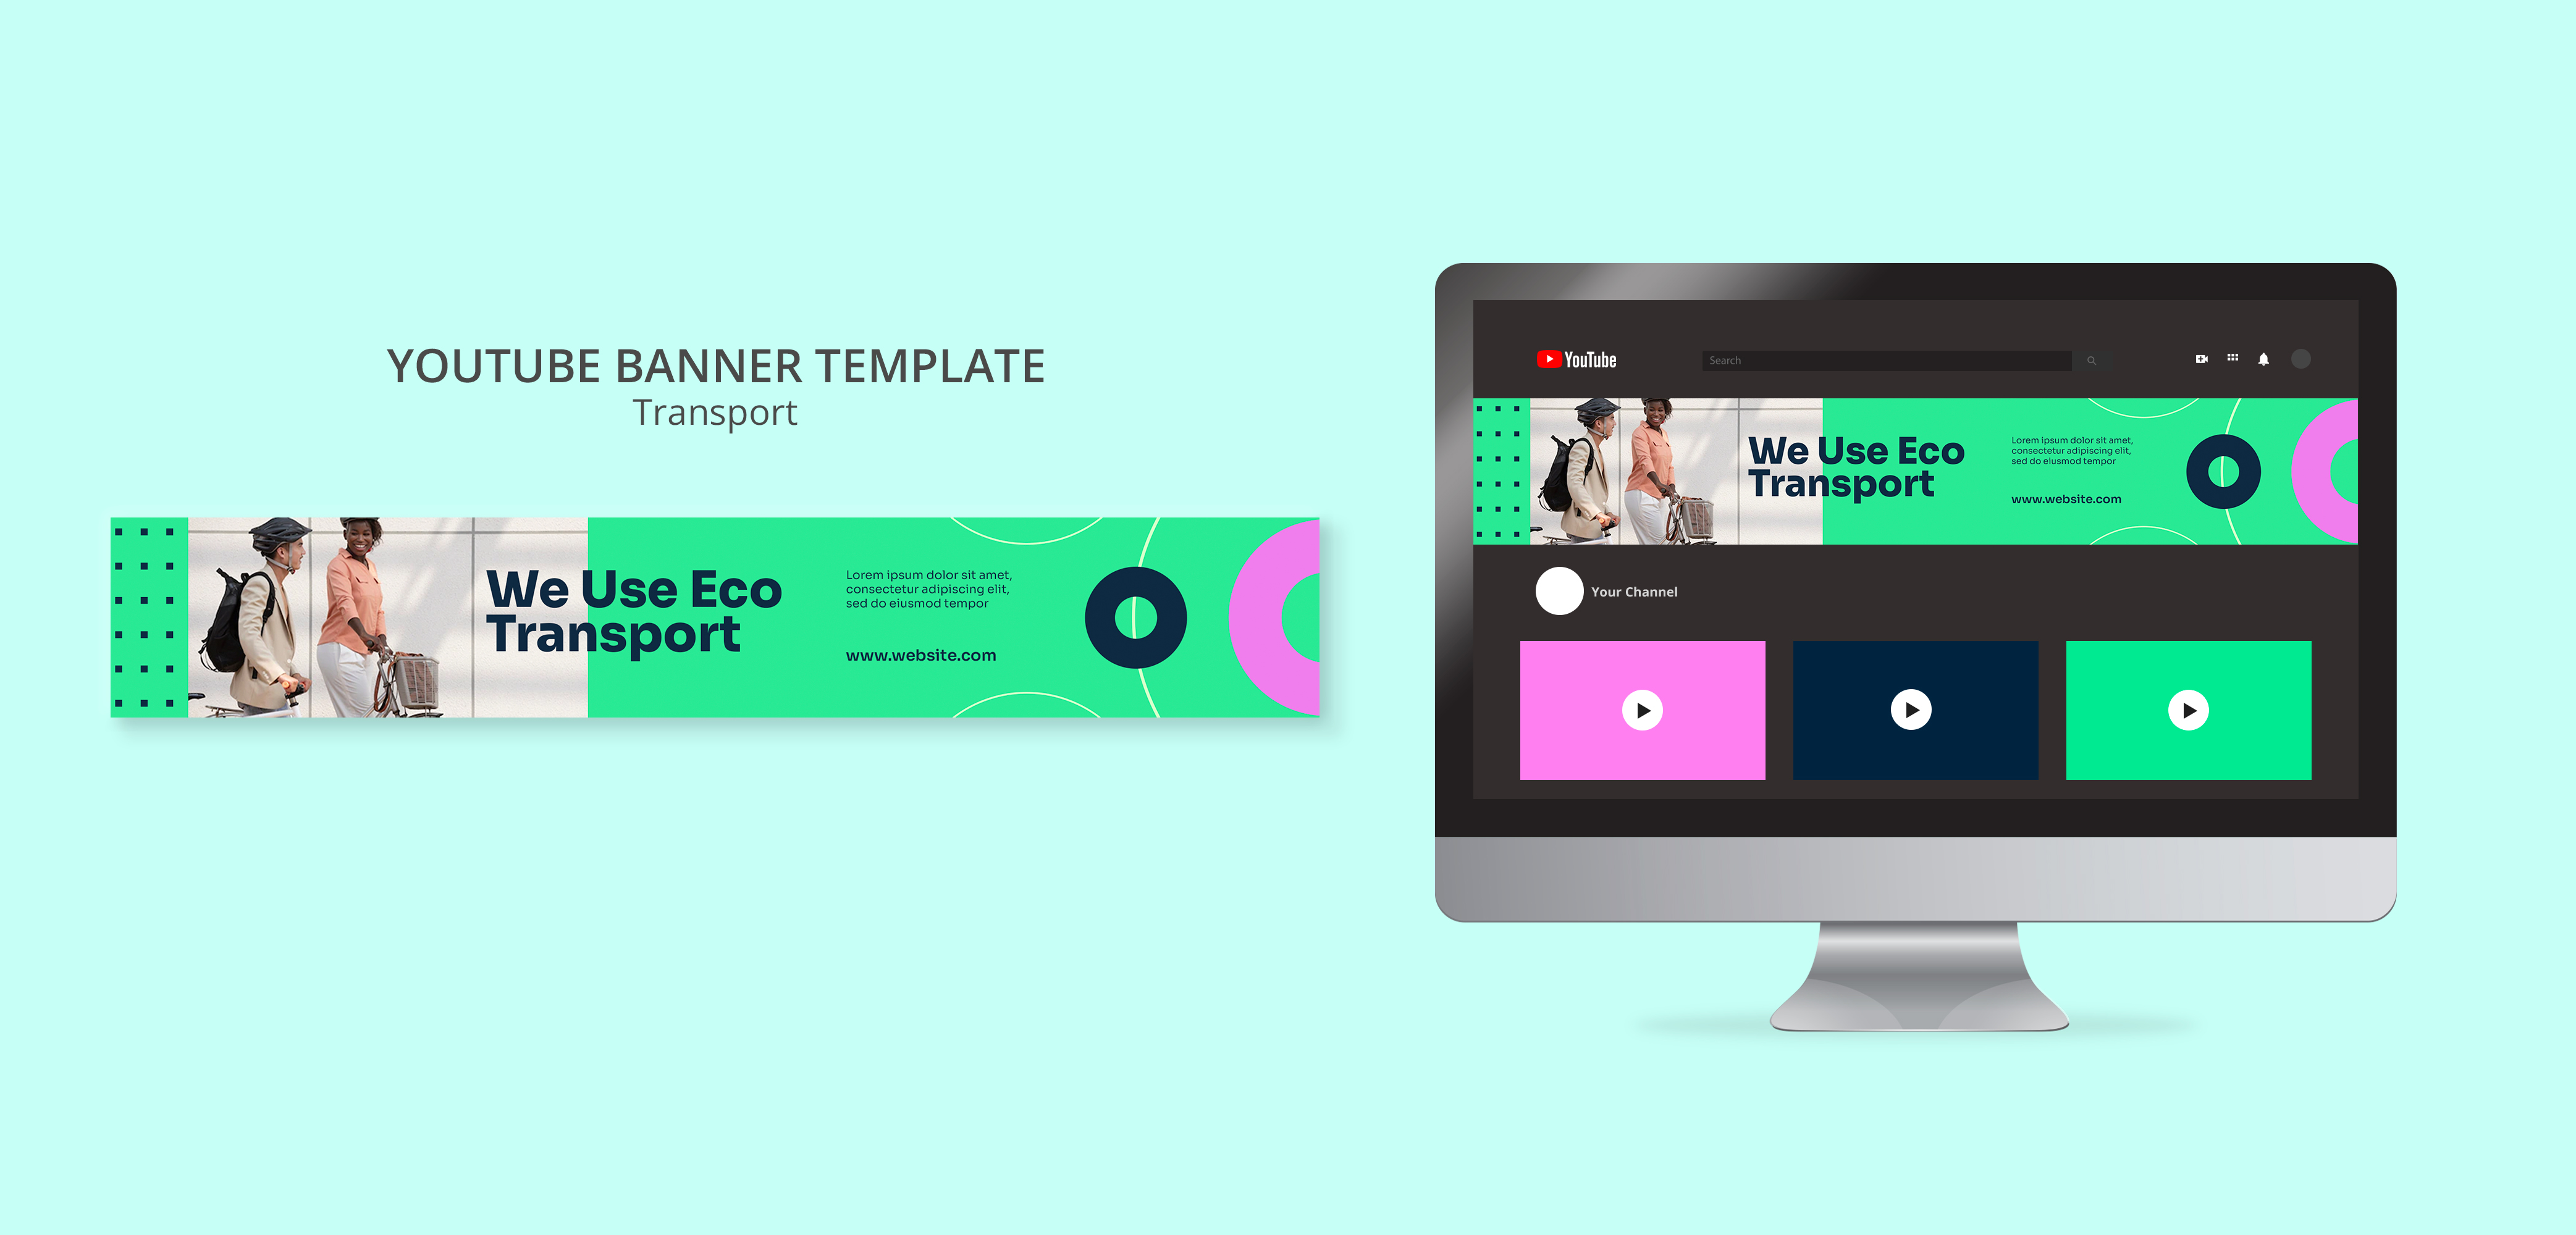 YOUTUBE BANNER TEMPLATE
Transport
We Use Eco
Transport
Lorem ipsum dolor sit amet,
consectetur adipiscing elit,
sed do eiusmod tempor
www.website.com
YouTube
Search
We Use Eco
Transport
Lorem ipsum dolor sit amet,
consectetur adipiscing elit,
sed do eiusmod tempor
www.website.com
Your Channel